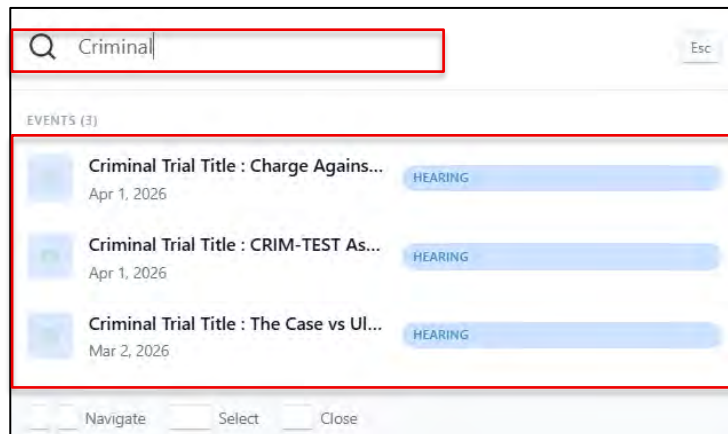 Criminal
Esc
EVENTS (3)
Criminal Trial Title : Charge Agains...
HEARING
Apr 1, 2026
Criminal Trial Title : CRIM-TEST As...
HEARING
Apr 1, 2026
Criminal Trial Title : The Case vs Ul...
HEARING
Mar 2, 2026
Navigate Select Close